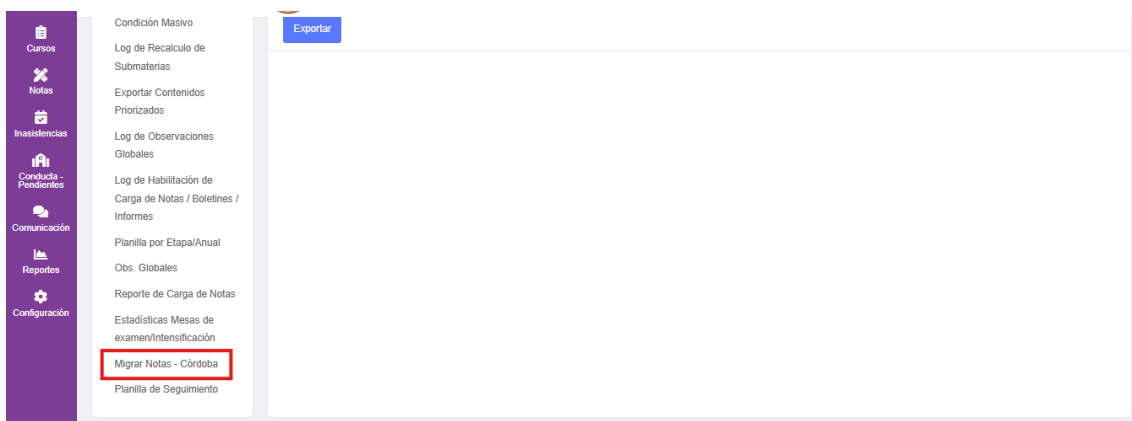 Cursos
Notas
Inasistencias
Conducta -
Pendientes
Comunicación
Reportes
Configuración
Condición Masivo
Log de Recalculo de
Submaterias
Exportar Contenidos
Priorizados
Log de Observaciones
Globales
Log de Habilitación de
Carga de Notas / Boletines /
Informes
Planilla por Etapa/Anual
Obs. Globales
Reporte de Carga de Notas
Estadísticas Mesas de
examen/Intensificación
Migrar Notas - Córdoba
Planilla de Seguimiento
Exportar